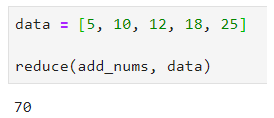 data = [5, 10, 12, 18, 25]
reduce(add_nums, data)
70